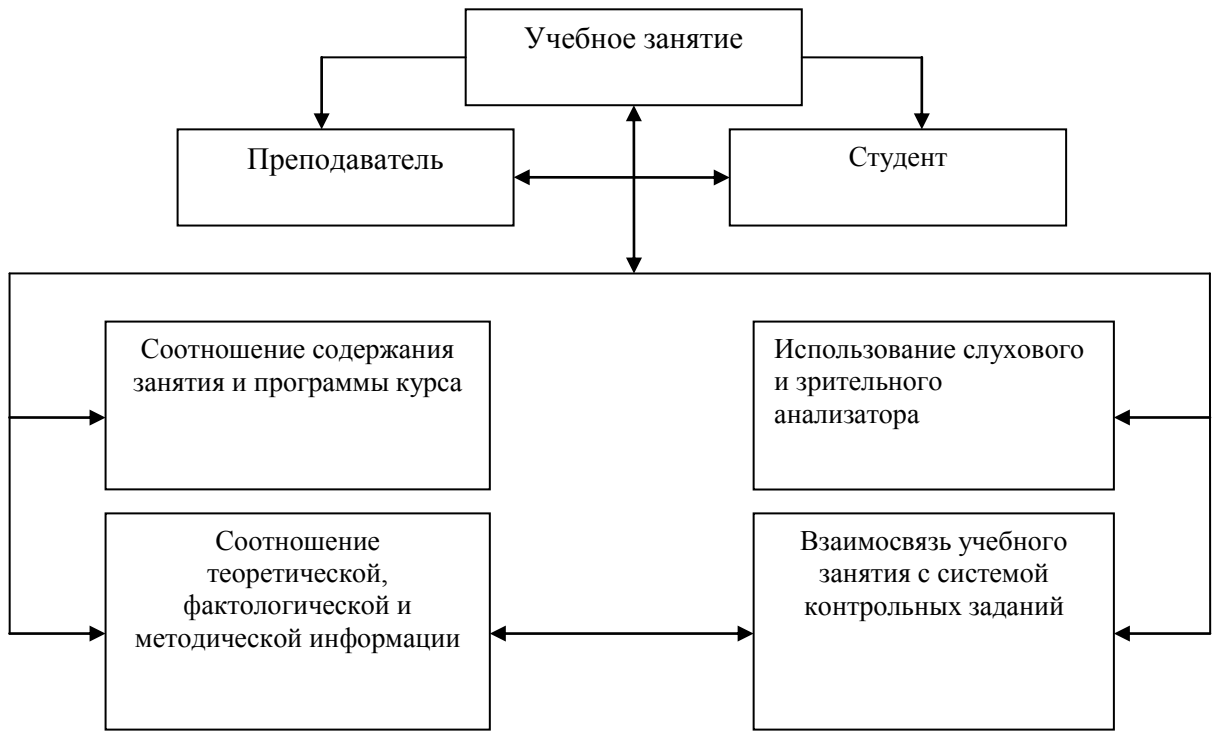 Учебное занятие
Преподаватель
Студент
Соотношение содержания
занятия и программы курса
Использование слухового
и зрительного
анализатора
Соотношение
теоретической,
фактологической и
методической информации
Взаимосвязь учебного
занятия с системой
контрольных заданий